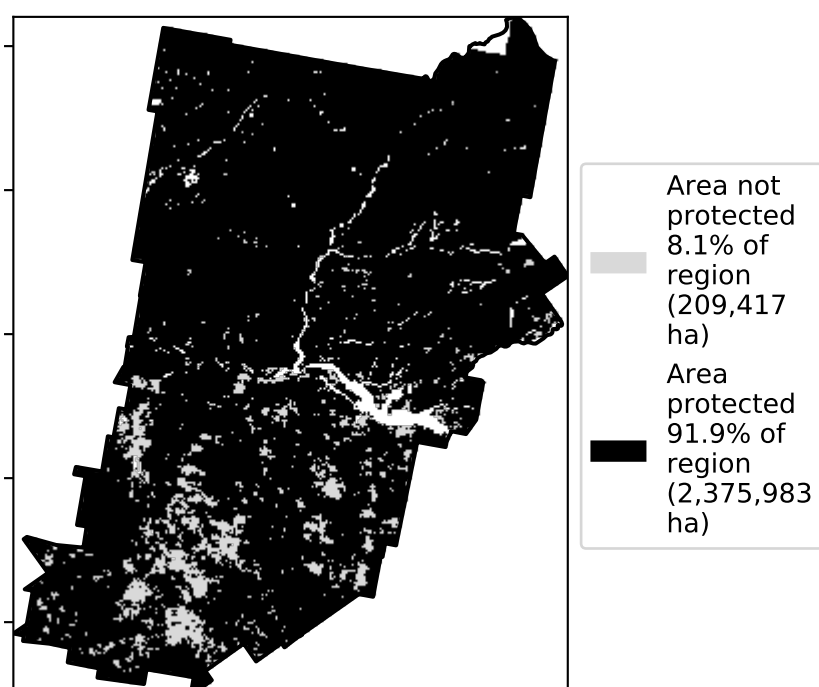 Area not
protected
8.1% of
region
(209,417
ha)
Area
protected
91.9% of
region
(2,375,983
ha)